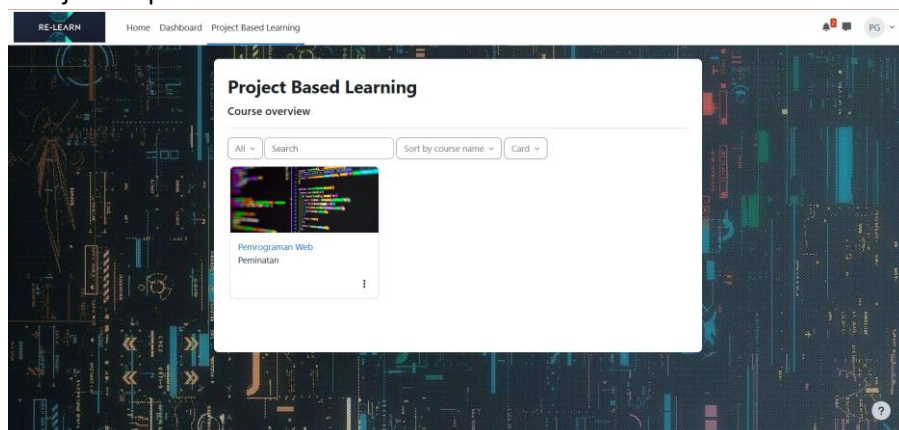 RE-LEARN Home Dashboard Project Based Learning 2 PG
Project Based Learning
Course overview
All Search Sort by course name Card
Pemrograman Web
Peminatan
?